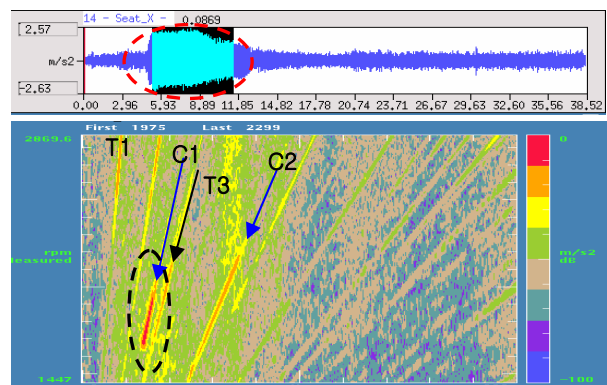 14 - Seat_X - 0.0869
2.57
m/s2
-2.63
0.00 2.96 5.93 8.89 11.85 14.82 17.78 20.74 23.71 26.67 29.63 32.60 35.56 38.52
First 1975 Last 2299
2869.6
T1
C1
T3
C2
rpm
measured
1447
0
m/s2
dB
-100